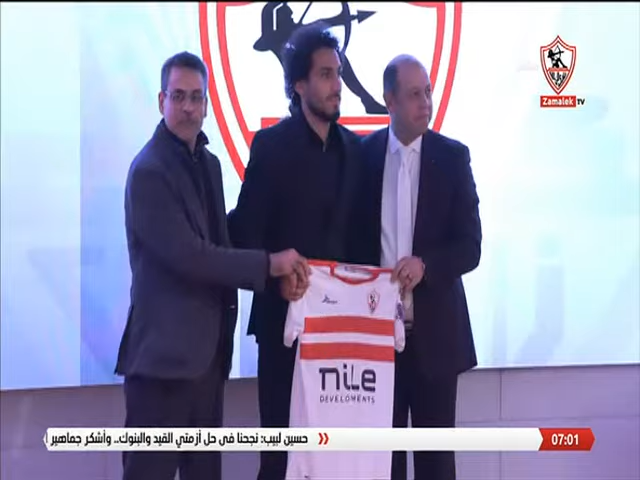 Zamalek TV
nile
DEVELOPMENTS
حسين لبيب: نجحنا في حل أزمتي القيد والبنوك.. وأشكر جماهير
07:01